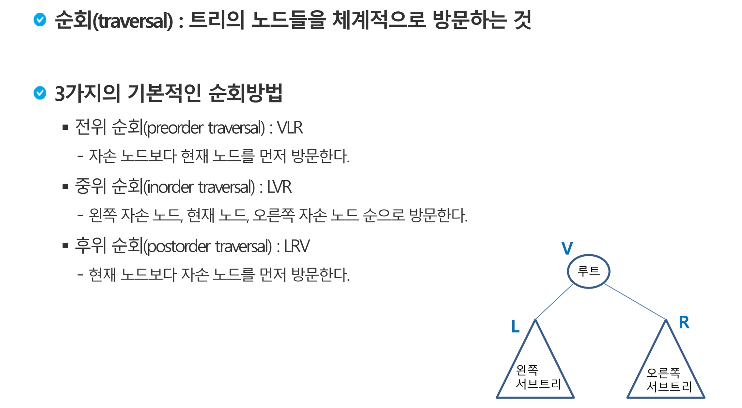 순회(traversal) : 트리의 노드들을 체계적으로 방문하는 것
3가지의 기본적인 순회방법
▪ 전위 순회(preorder traversal) : VLR
- 자손 노드보다 현재 노드를 먼저 방문한다.
▪ 중위 순회(inorder traversal) : LVR
- 왼쪽 자손 노드, 현재 노드, 오른쪽 자손 노드 순으로 방문한다.
▪ 후위 순회(postorder traversal) : LRV
- 현재 노드보다 자손 노드를 먼저 방문한다.
V
루트
L
R
왼쪽
서브트리
오른쪽
서브트리